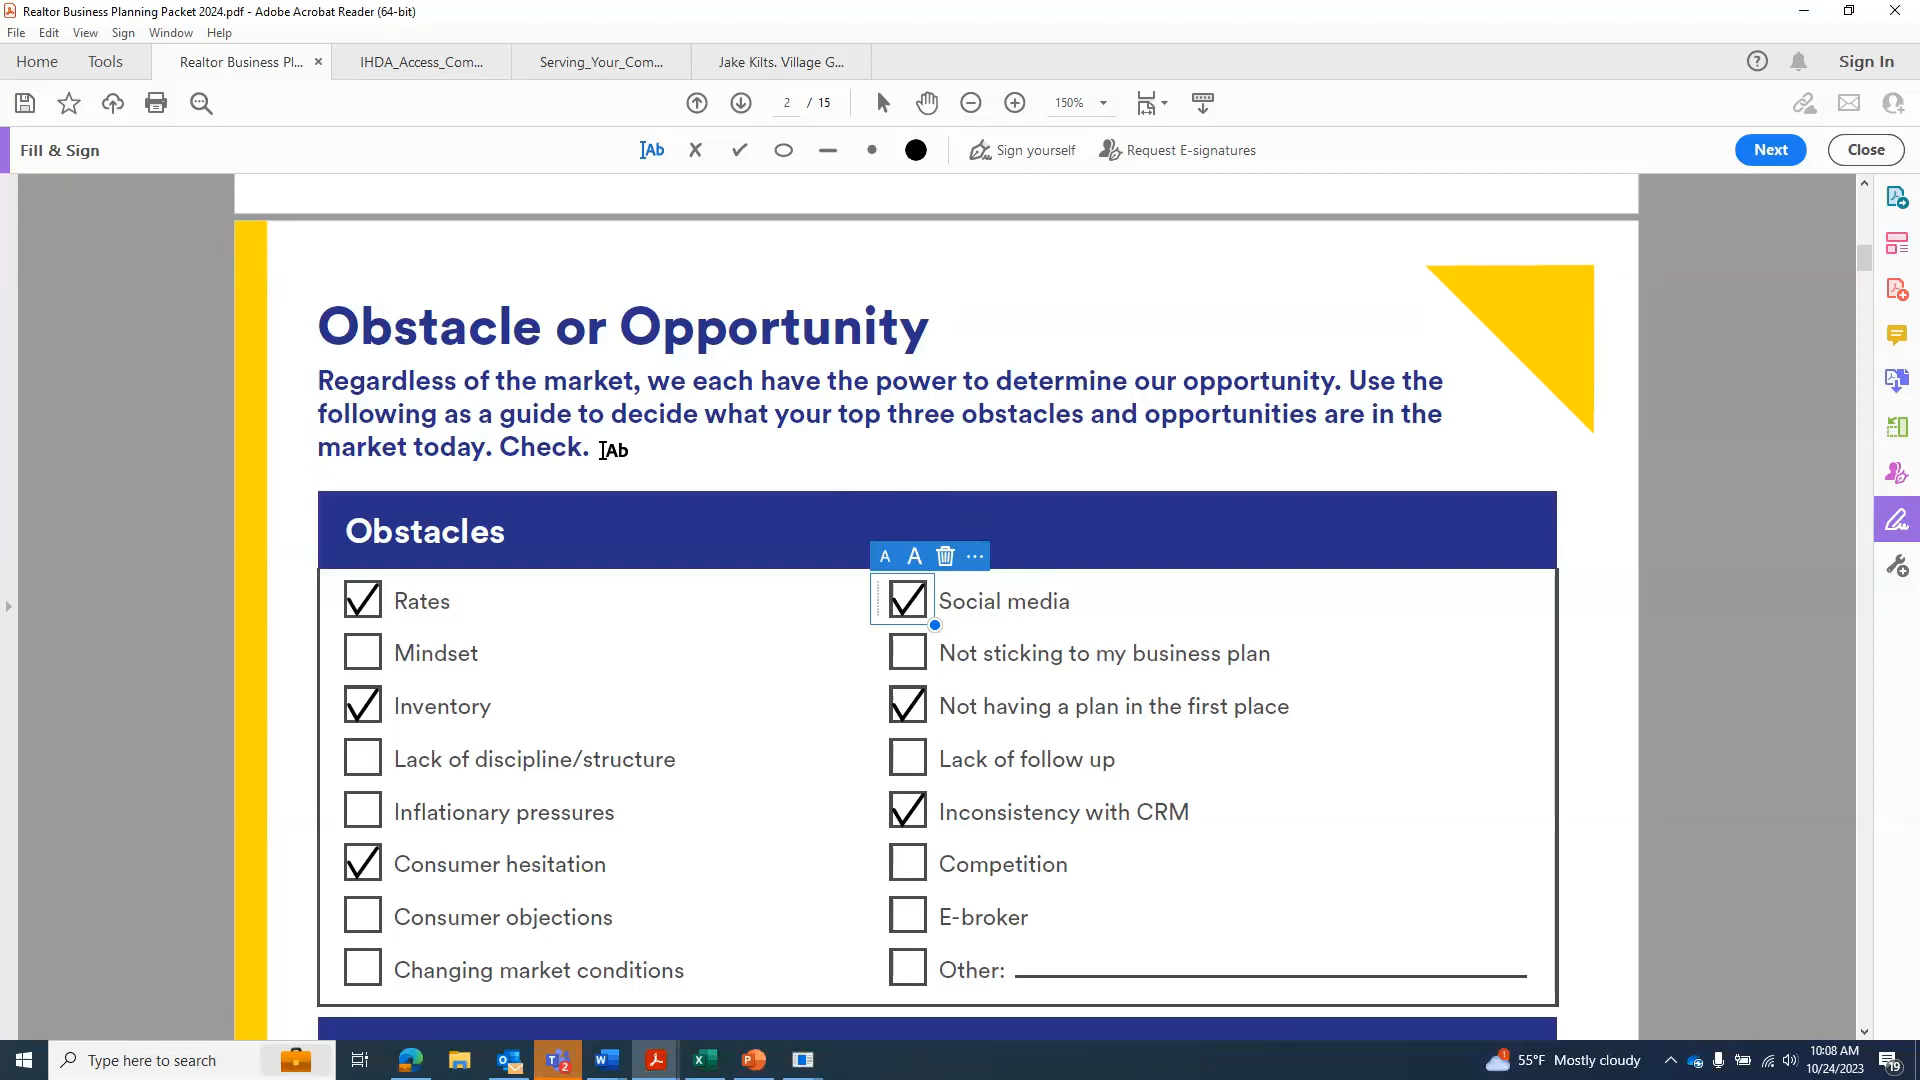 Realtor Business Planning Packet 2024.pdf - Adobe Acrobat Reader (64-bit)
File Edit View Sign Window Help
Home Tools Realtor Business Pl... × IHDA_Access_Com... Serving_Your_Com... Jake Kilts. Village G... Sign In
2 / 15 150%
Fill & Sign Ab Sign yourself Request E-signatures Next Close
Obstacle or Opportunity
Regardless of the market, we each have the power to determine our opportunity. Use the
following as a guide to decide what your top three obstacles and opportunities are in the
market today. Check. Ab
Obstacles
A A
Rates
Social media
Mindset
Not sticking to my business plan
Inventory
Not having a plan in the first place
Lack of discipline/structure
Lack of follow up
Inflationary pressures
Inconsistency with CRM
Consumer hesitation
Competition
Consumer objections
E-broker
Changing market conditions
Other:
Type here to search
2
1
55°F Mostly cloudy
10:08 AM
10/24/2023
19